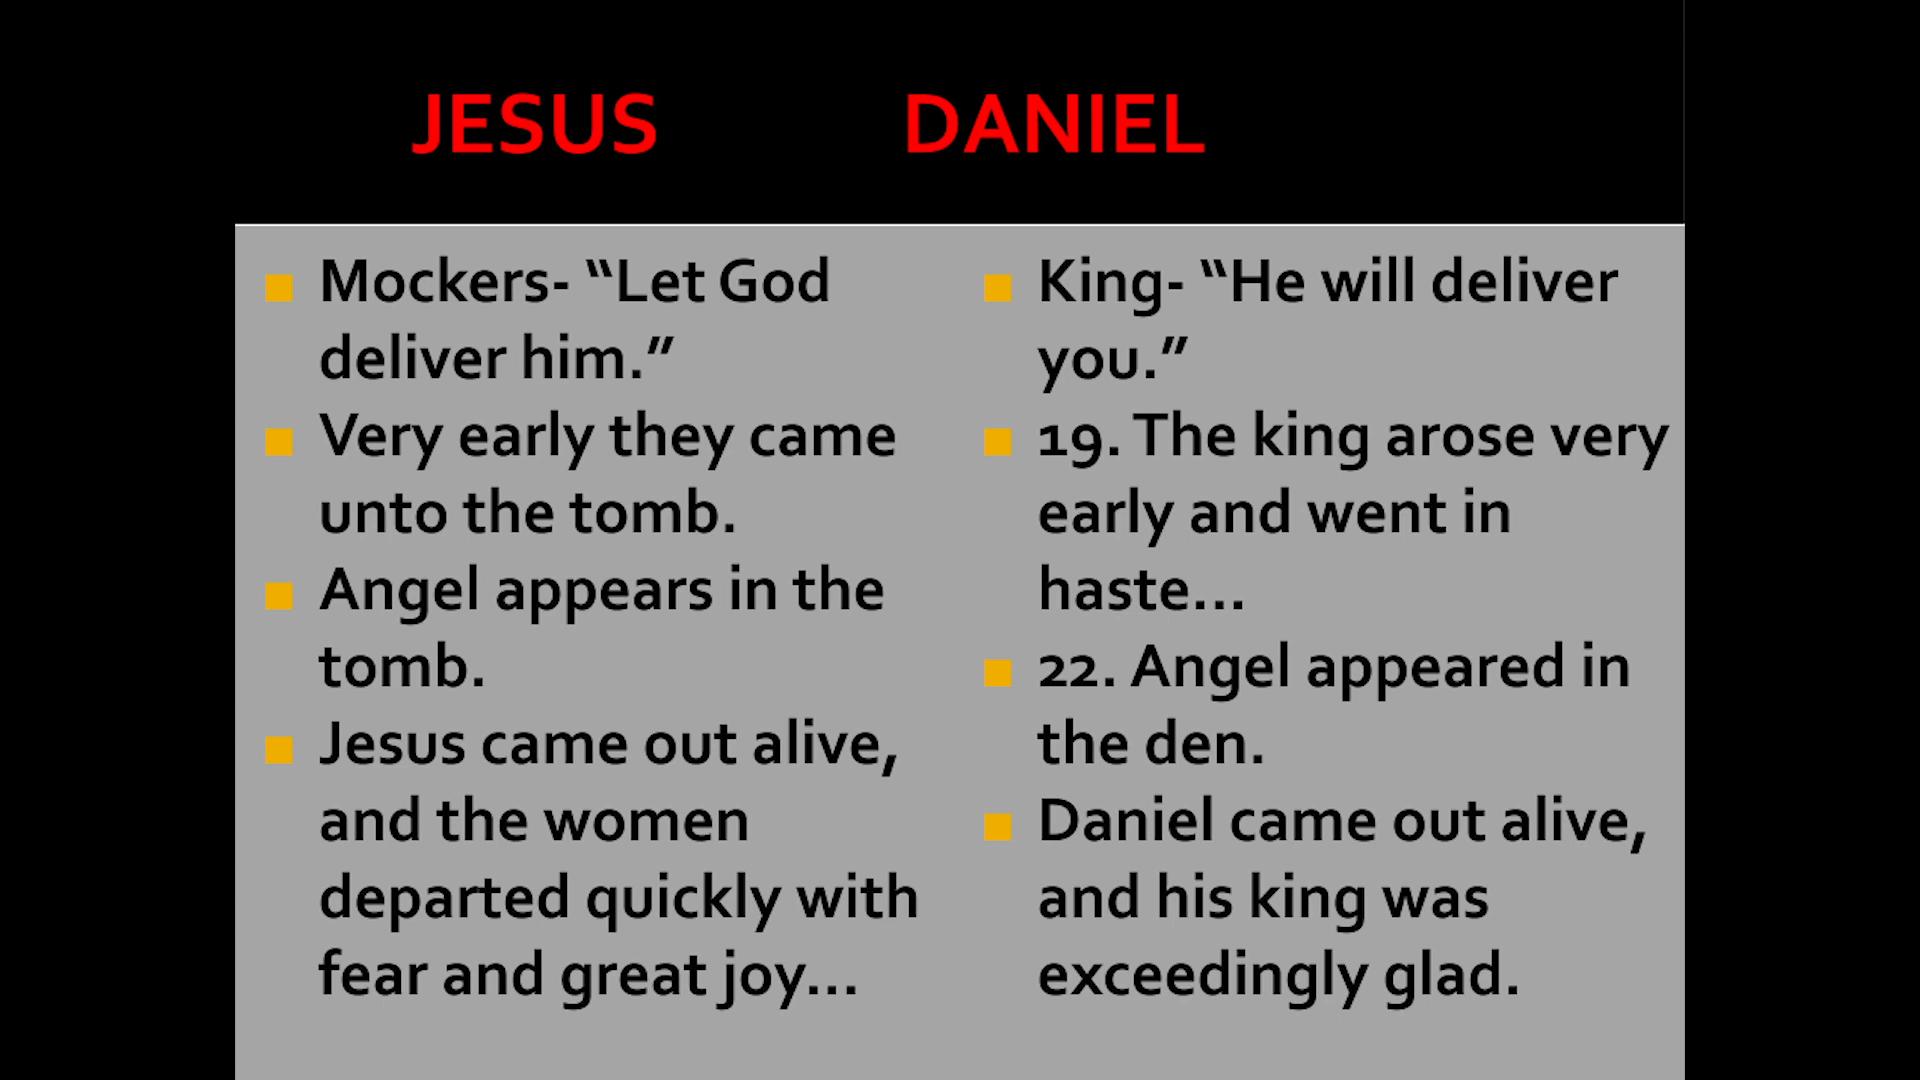 JESUS DANIEL
Mockers- “Let God
deliver him.”
Very early they came
unto the tomb.
Angel appears in the
tomb.
Jesus came out alive,
and the women
departed quickly with
fear and great joy...
King- “He will deliver
you.”
19. The king arose very
early and went in
haste...
22. Angel appeared in
the den.
Daniel came out alive,
and his king was
exceedingly glad.